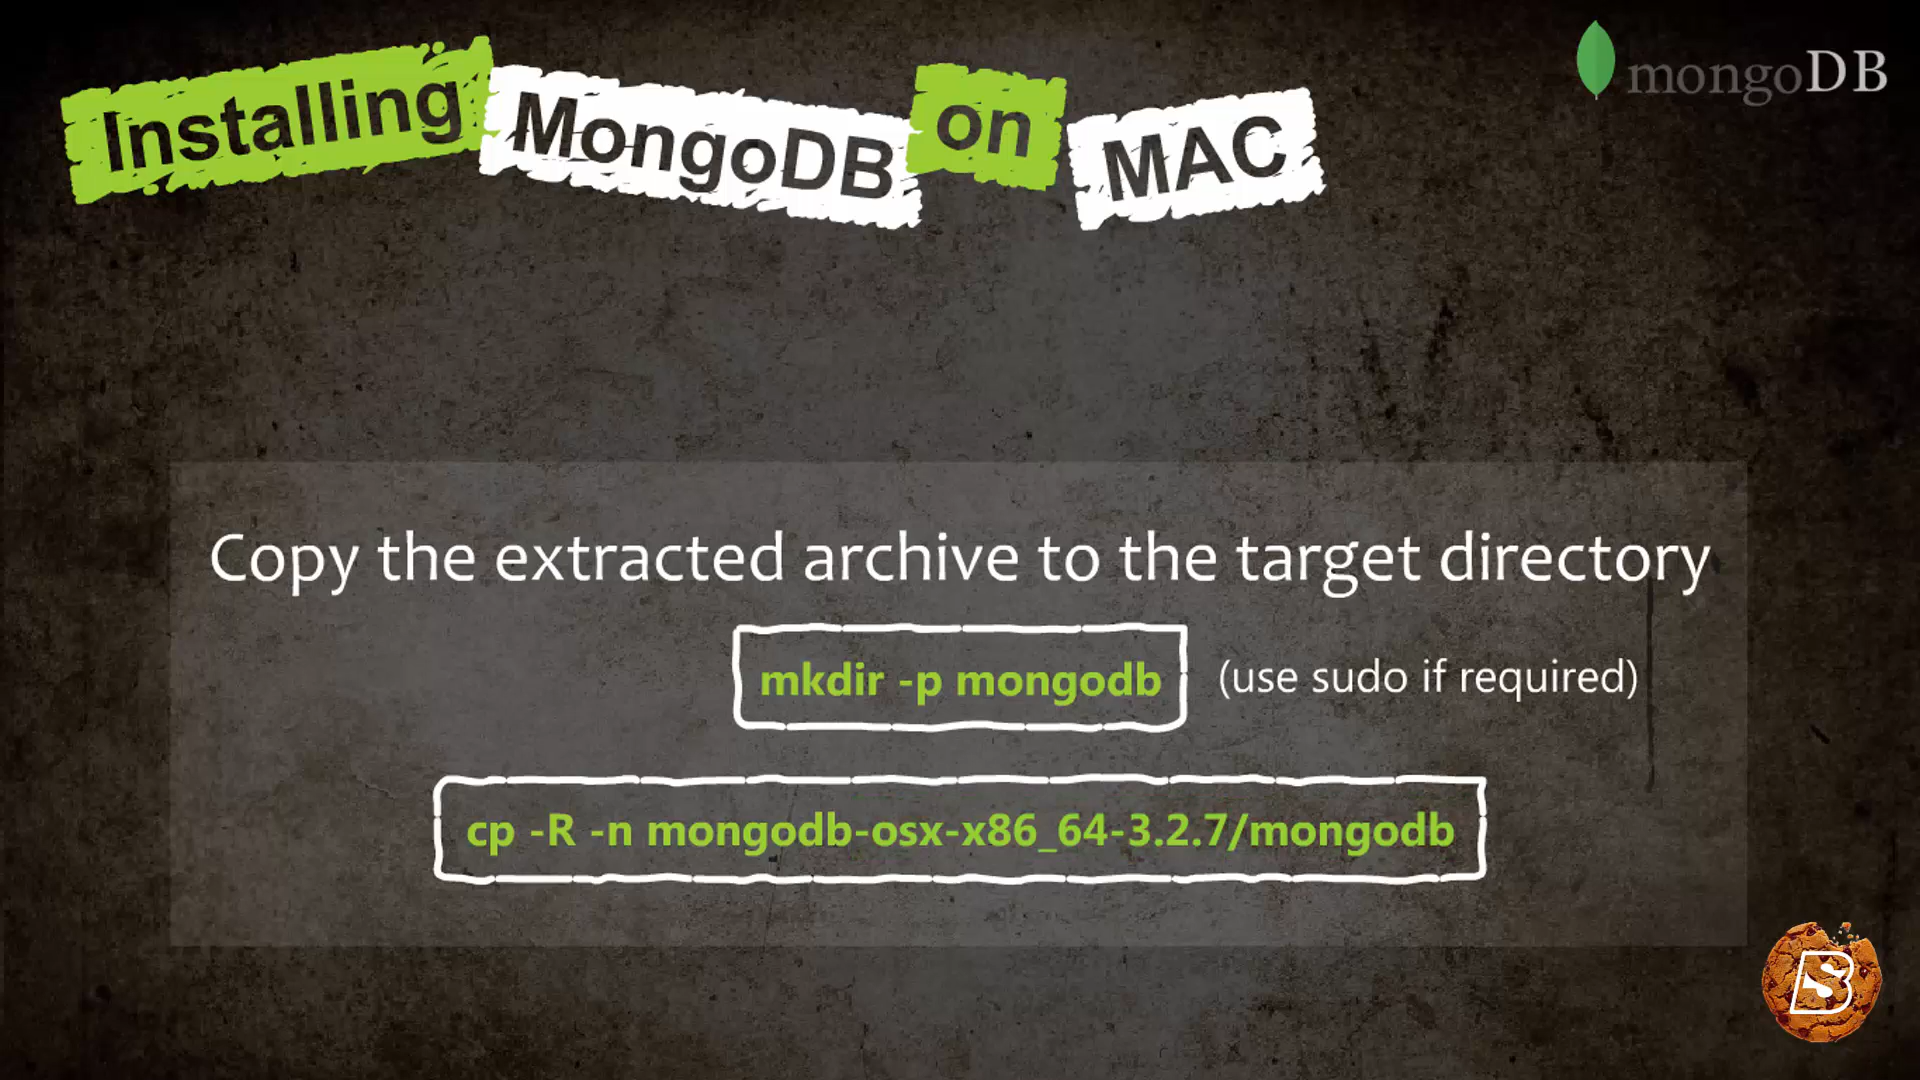 Installing MongoDB on MAC
mongoDB
Copy the extracted archive to the target directory
mkdir -p mongodb (use sudo if required)
cp -R -n mongodb-osx-x86_64-3.2.7/mongodb